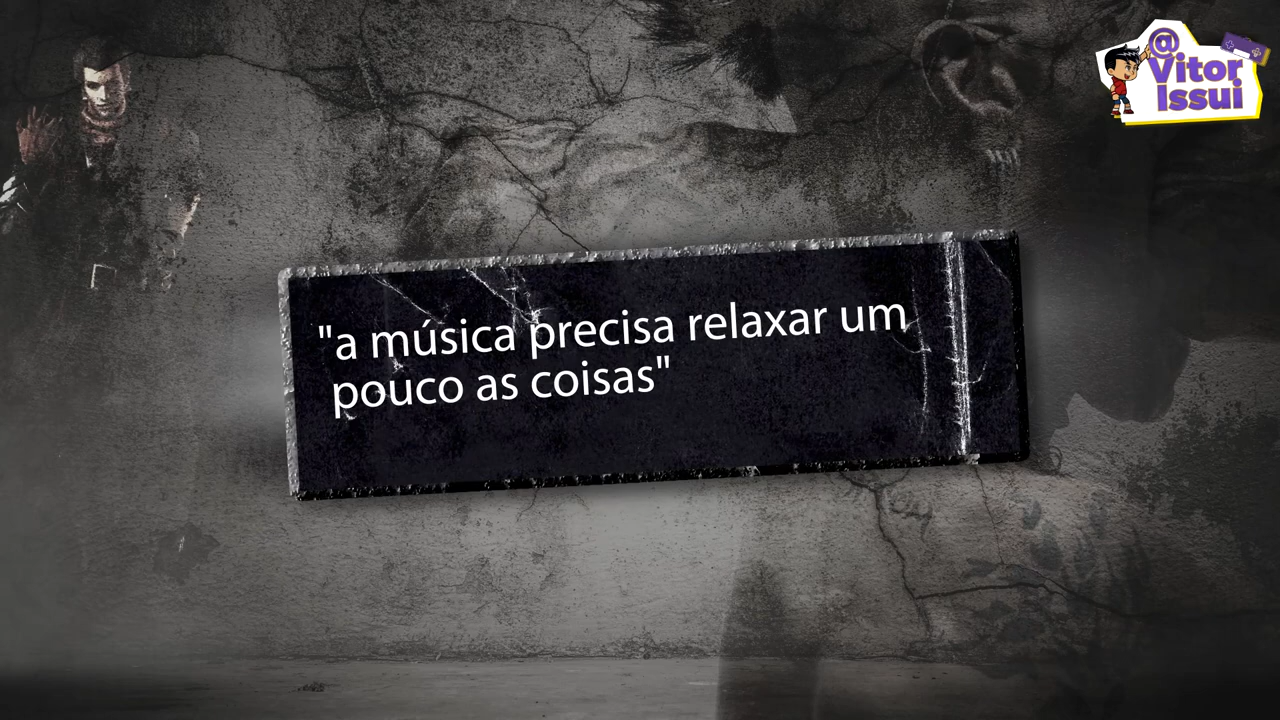 @
Vitor
Issui
"a música precisa relaxar um
pouco as coisas"